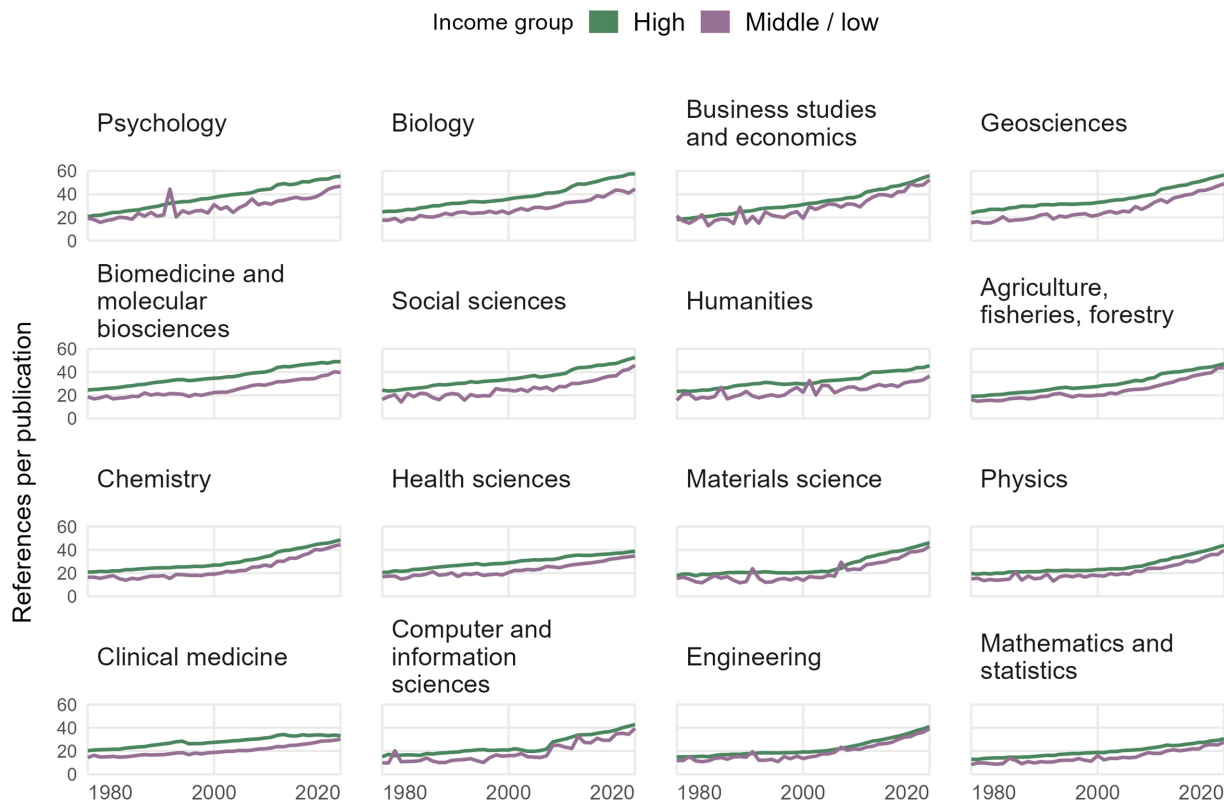 Income group High Middle / low
Psychology
Biology
Business studies
and economics
Geosciences
60
40
20
0
Biomedicine and
molecular
biosciences
Social sciences
Humanities
Agriculture,
fisheries, forestry
60
40
20
0
References per publication
Chemistry
Health sciences
Materials science
Physics
60
40
20
0
Clinical medicine
Computer and
information
sciences
Engineering
Mathematics and
statistics
60
40
20
0
1980 2000 2020 1980 2000 2020 1980 2000 2020 1980 2000 2020